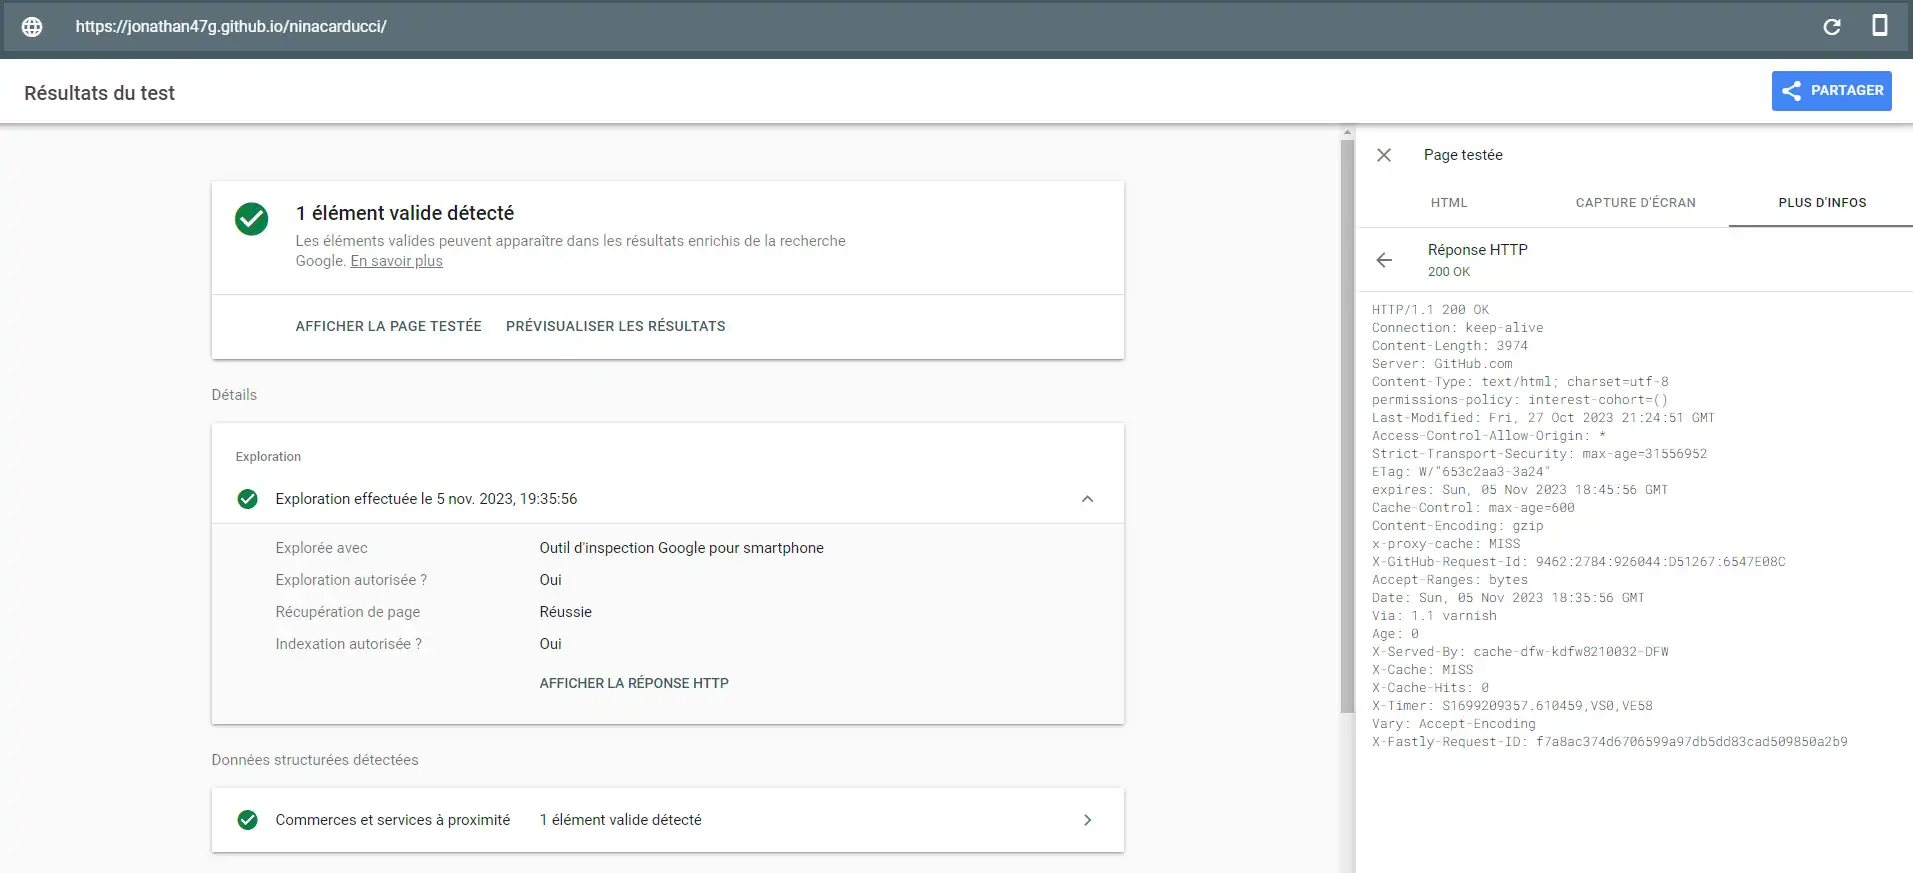 https://jonathan47g.github.io/ninacarducci/
Résultats du test
PARTAGER
1 élément valide détecté
Les éléments valides peuvent apparaître dans les résultats enrichis de la recherche
Google. En savoir plus
AFFICHER LA PAGE TESTÉE PRÉVISUALISER LES RÉSULTATS
Détails
Exploration
Exploration effectuée le 5 nov. 2023, 19:35:56
Explorée avec Outil d'inspection Google pour smartphone
Exploration autorisée ? Oui
Récupération de page Réussie
Indexation autorisée ? Oui
AFFICHER LA RÉPONSE HTTP
Données structurées détectées
Commerces et services à proximité 1 élément valide détecté
Page testée
HTML CAPTURE D'ÉCRAN PLUS D'INFOS
Réponse HTTP
200 OK
HTTP/1.1 200 OK
Connection: keep-alive
Content-Length: 3974
Server: GitHub.com
Content-Type: text/html; charset=utf-8
permissions-policy: interest-cohort=()
Last-Modified: Fri, 27 Oct 2023 21:24:51 GMT
Access-Control-Allow-Origin: *
Strict-Transport-Security: max-age=31556952
ETag: W/"653c2aa3-3a24"
expires: Sun, 05 Nov 2023 18:45:56 GMT
Cache-Control: max-age=600
Content-Encoding: gzip
x-proxy-cache: MISS
X-GitHub-Request-Id: 9462:2784:926044:D51267:6547E08C
Accept-Ranges: bytes
Date: Sun, 05 Nov 2023 18:35:56 GMT
Via: 1.1 varnish
Age: 0
X-Served-By: cache-dfw-kdfw8210032-DFW
X-Cache: MISS
X-Cache-Hits: 0
X-Timer: S1699209357.610459,VS0,VE58
Vary: Accept-Encoding
X-Fastly-Request-ID: f7a8ac374d6706599a97db5dd83cad509850a2b9